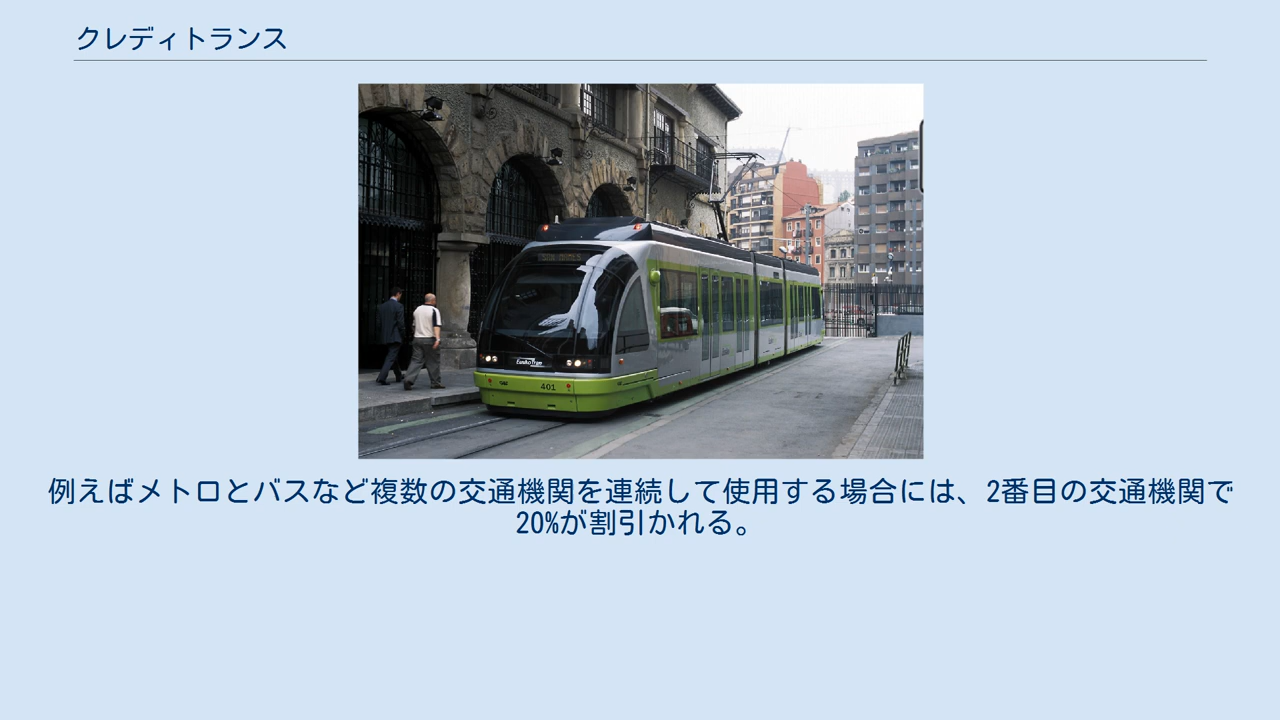 クレディトランス
EuskoTran
401
例えばメトロとバスなど複数の交通機関を連続して使用する場合には、2番目の交通機関で
20%が割引かれる。